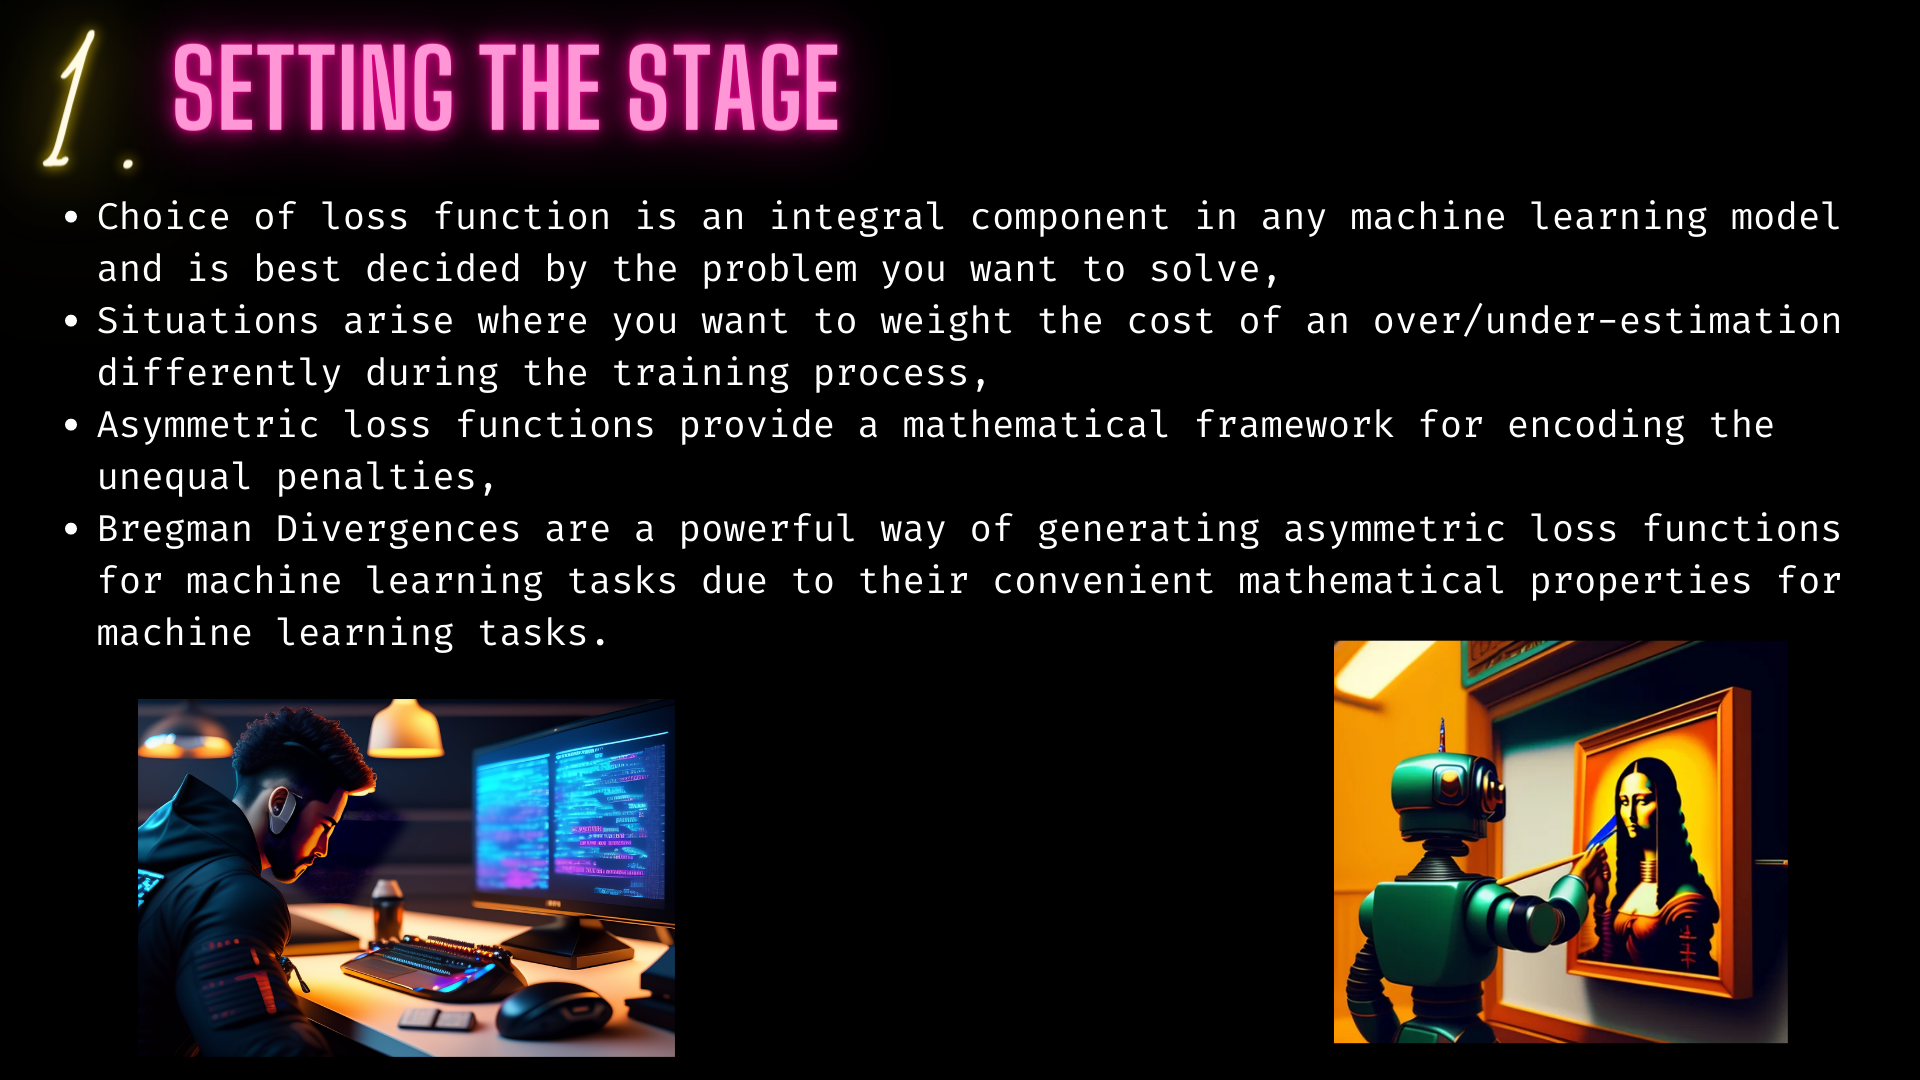 1. SETTING THE STAGE
• Choice of loss function is an integral component in any machine learning model
and is best decided by the problem you want to solve,
• Situations arise where you want to weight the cost of an over/under-estimation
differently during the training process,
• Asymmetric loss functions provide a mathematical framework for encoding the
unequal penalties,
• Bregman Divergences are a powerful way of generating asymmetric loss functions
for machine learning tasks due to their convenient mathematical properties for
machine learning tasks.